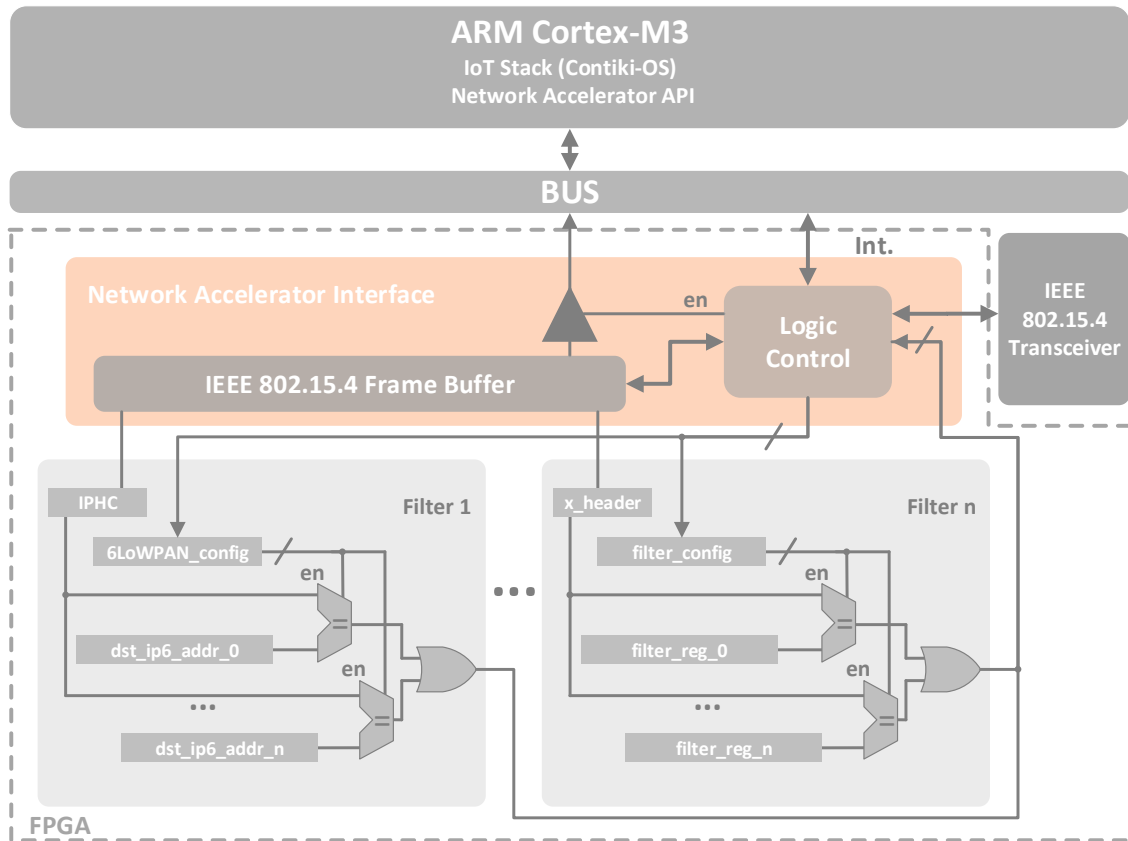 ARM Cortex-M3
IoT Stack (Contiki-OS)
Network Accelerator API
BUS
Int.
Network Accelerator Interface
en
Logic
Control
IEEE
802.15.4
Transceiver
IEEE 802.15.4 Frame Buffer
IPHC
Filter 1
6LoWPAN_config
en
=
dst_ip6_addr_0
en
...
=
dst_ip6_addr_n
...
x_header
Filter n
filter_config
en
=
filter_reg_0
en
...
=
filter_reg_n
FPGA